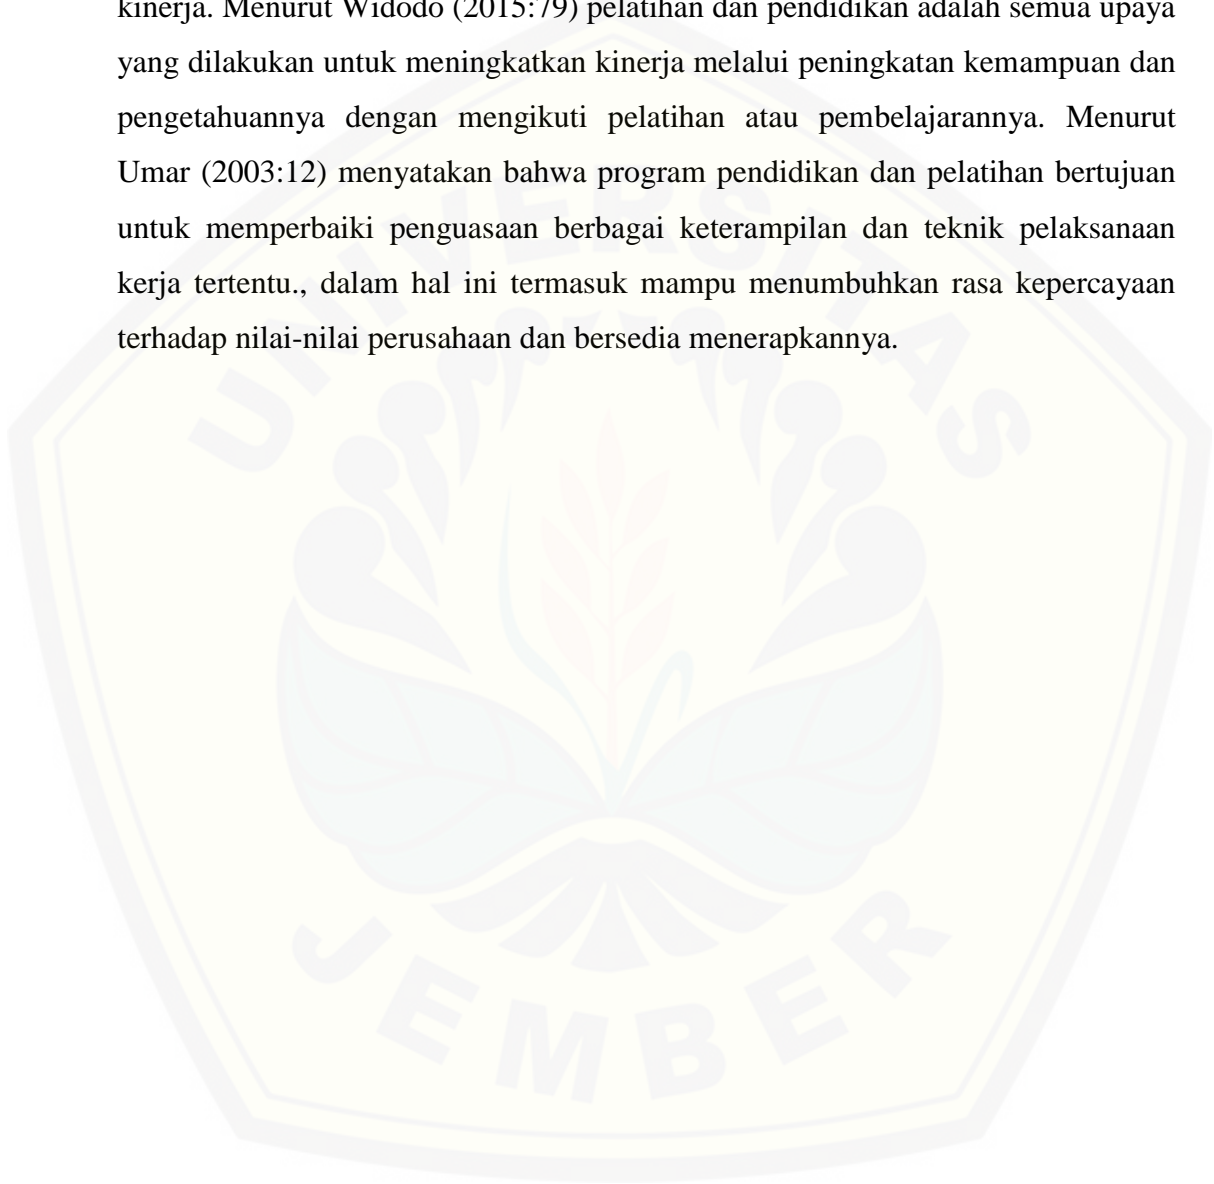 kinerja. Menurut Widodo (2015:79) pelatihan dan pendidikan adalah semua upaya
yang dilakukan untuk meningkatkan kinerja melalui peningkatan kemampuan dan
pengetahuannya dengan mengikuti pelatihan atau pembelajarannya. Menurut
Umar (2003:12) menyatakan bahwa program pendidikan dan pelatihan bertujuan
untuk memperbaiki penguasaan berbagai keterampilan dan teknik pelaksanaan
kerja tertentu., dalam hal ini termasuk mampu menumbuhkan rasa kepercayaan
terhadap nilai-nilai perusahaan dan bersedia menerapkannya.
UNIVERSITAS
JEMBER